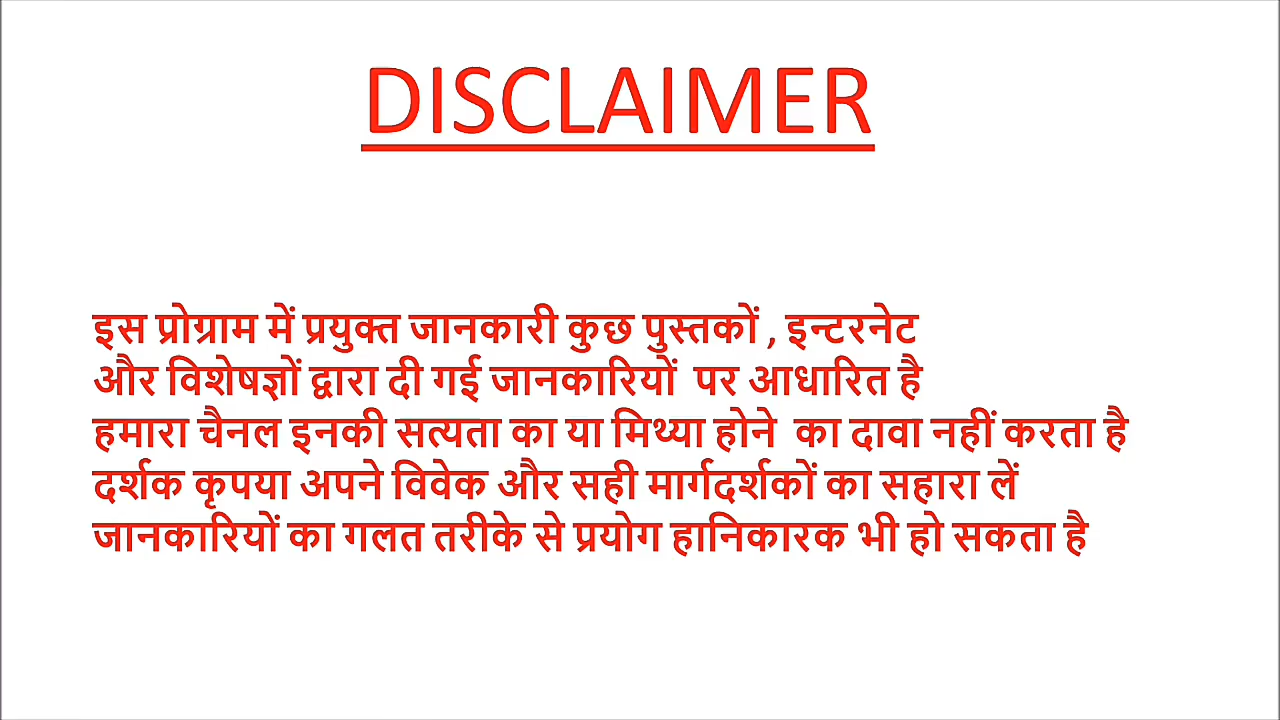 DISCLAIMER
इस प्रोग्राम में प्रयुक्त जानकारी कुछ पुस्तकों , इन्टरनेट
और विशेषज्ञों द्वारा दी गई जानकारियों पर आधारित है
हमारा चैनल इनकी सत्यता का या मिथ्या होने का दावा नहीं करता है
दर्शक कृपया अपने विवेक और सही मार्गदर्शकों का सहारा लें
जानकारियों का गलत तरीके से प्रयोग हानिकारक भी हो सकता है